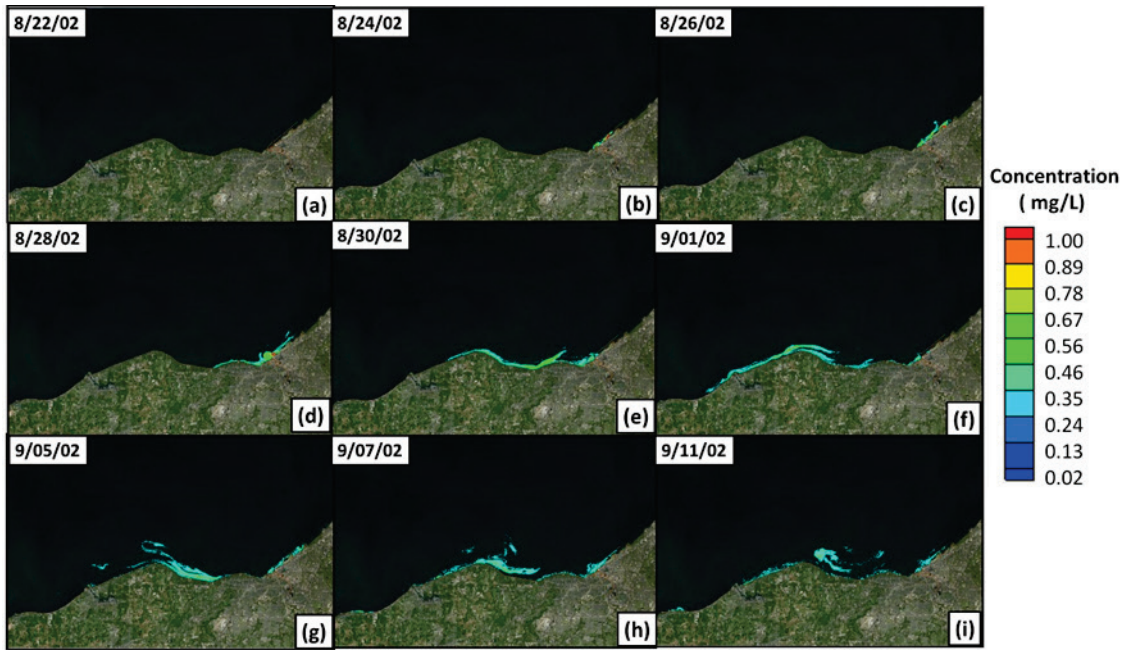 8/22/02
(a)
8/24/02
(b)
8/26/02
(c)
8/28/02
(d)
8/30/02
(e)
9/01/02
(f)
9/05/02
(g)
9/07/02
(h)
9/11/02
(i)
Concentration
( mg/L)
1.00
0.89
0.78
0.67
0.56
0.46
0.35
0.24
0.13
0.02